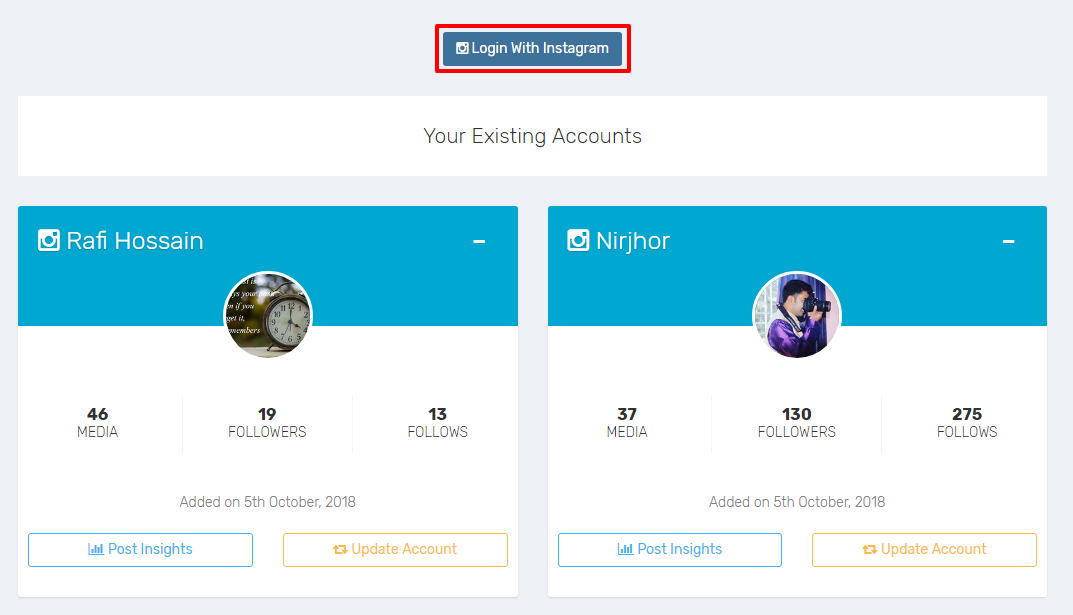 Login With Instagram
Your Existing Accounts
Rafi Hossain
46
MEDIA
19
FOLLOWERS
13
FOLLOWS
Added on 5th October, 2018
Post Insights
Update Account
Nirjhor
37
MEDIA
130
FOLLOWERS
275
FOLLOWS
Added on 5th October, 2018
Post Insights
Update Account